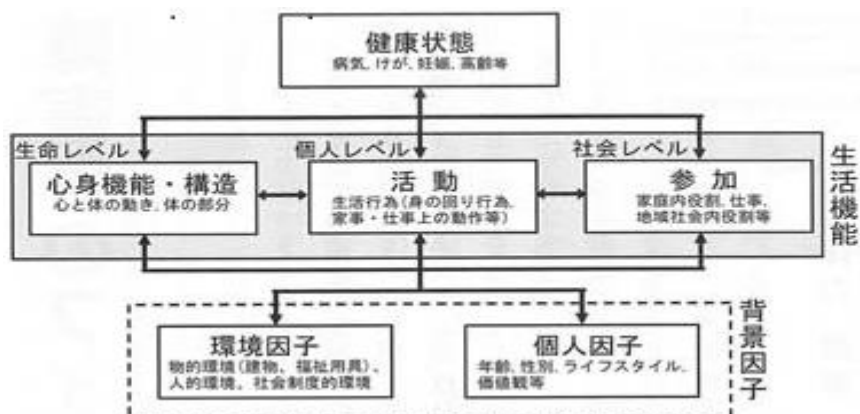 健康状態
病気, けが, 妊娠, 高齢等
生命レベル
個人レベル
社会レベル
心身機能・構造
心と体の動き, 体の部分
活 動
生活行為(身の回り行為,
家事・仕事上の動作等)
参 加
家庭内役割, 仕事,
地域社会内役割等
生活機能
環境因子
物的環境(建物、福祉用具)、
人的環境、社会制度的環境
個人因子
年齢, 性別, ライフスタイル、
価値観等
背景因子